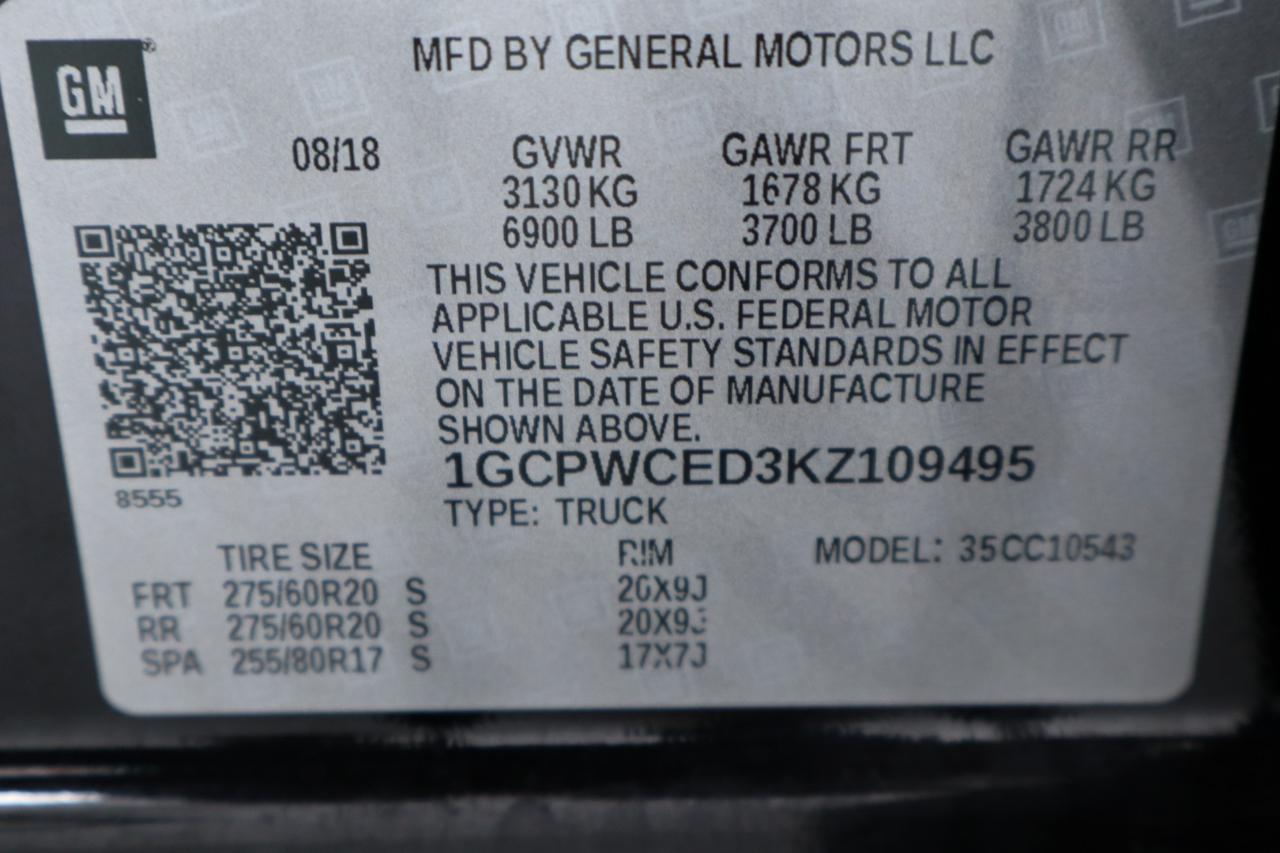 GM
MFD BY GENERAL MOTORS LLC
08/18 GVWR GAWR FRT GAWR RR
3130 KG 1678 KG 1724 KG
6900 LB 3700 LB 3800 LB
THIS VEHICLE CONFORMS TO ALL
APPLICABLE U.S. FEDERAL MOTOR
VEHICLE SAFETY STANDARDS IN EFFECT
ON THE DATE OF MANUFACTURE
SHOWN ABOVE.
1GCPWCED3KZ109495
8555
TYPE: TRUCK
TIRE SIZE RIM MODEL: 35CC10543
FRT 275/60R20 S 20X9J
RR 275/60R20 S 20X9J
SPA 255/80R17 S 17X7J